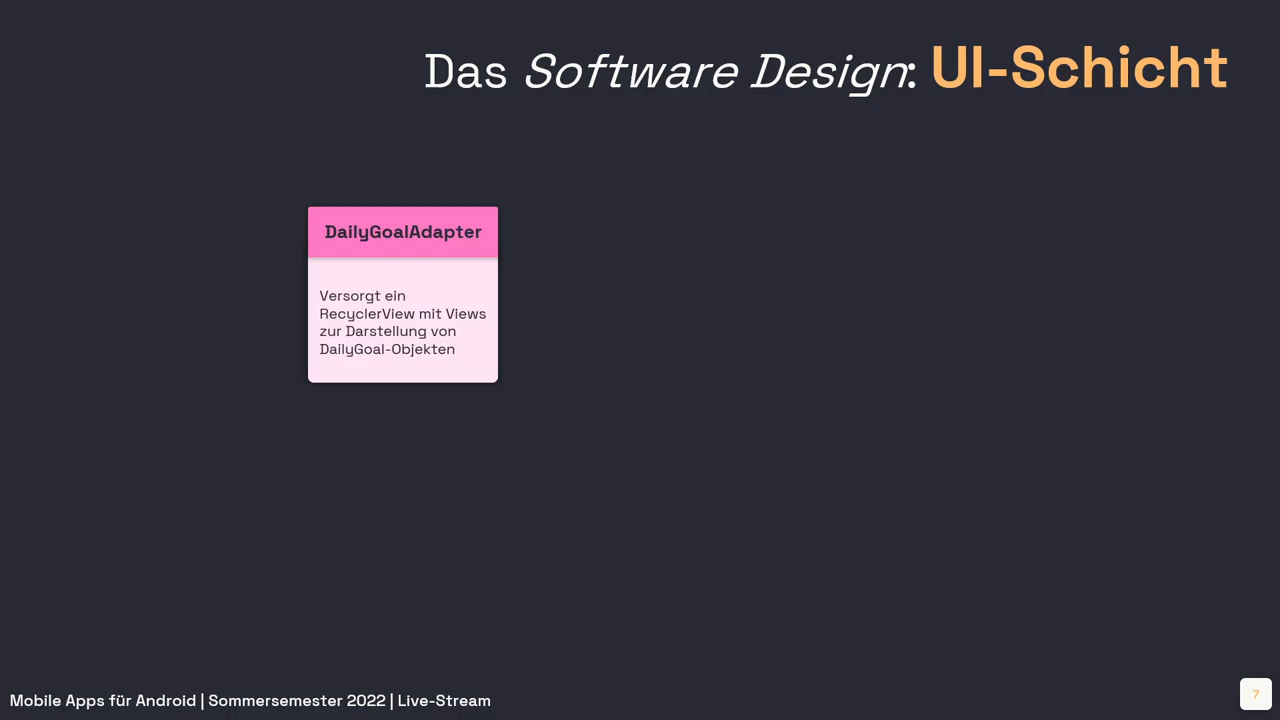 Das Software Design: UI-Schicht
DailyGoalAdapter
Versorgt ein
RecyclerView mit Views
zur Darstellung von
DailyGoal-Objekten
Mobile Apps für Android | Sommersemester 2022 | Live-Stream
7